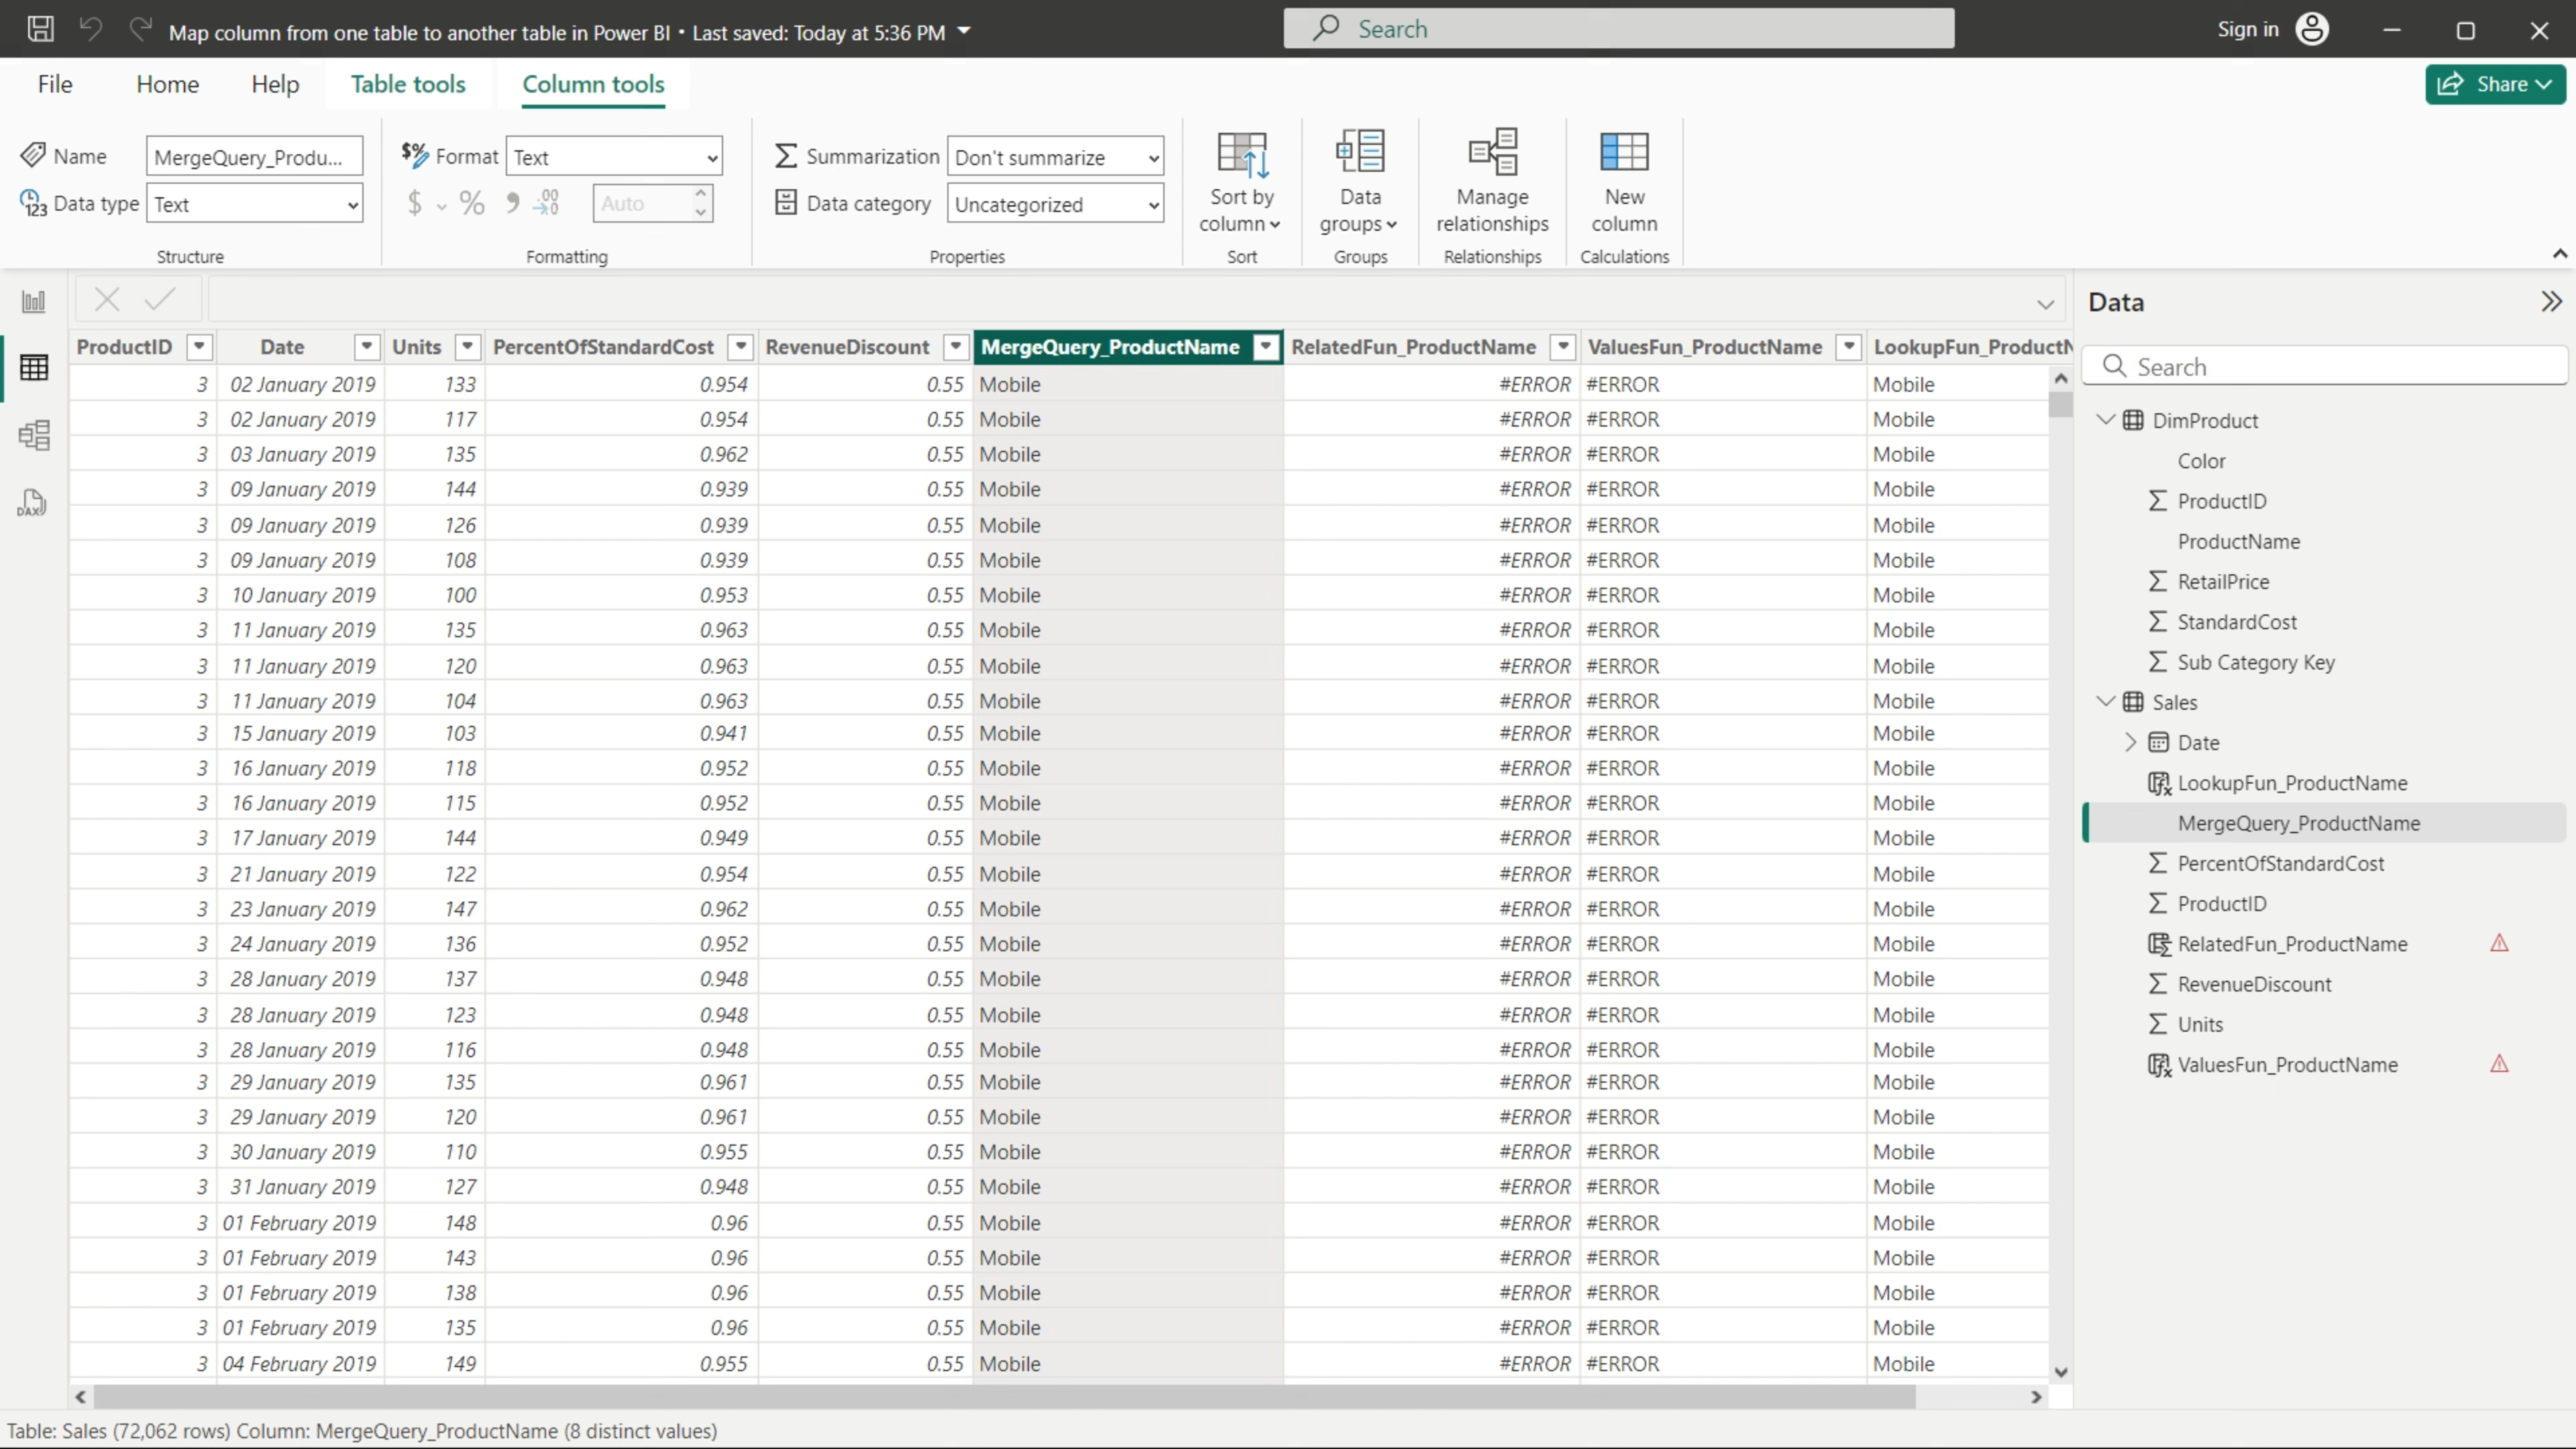 Map column from one table to another table in Power BI • Last saved: Today at 5:36 PM
Search
Sign in
File Home Help Table tools Column tools
Share
Name MergeQuery_Produ...
Data type Text
Structure
$% Format Text
$ % , .00 →0 Auto
Formatting
Summarization Don't summarize
Data category Uncategorized
Properties
Sort by
column
Sort
Data
groups
Groups
Manage
relationships
Relationships
New
column
Calculations
ProductID Date Units PercentOfStandardCost RevenueDiscount MergeQuery_ProductName RelatedFun_ProductName ValuesFun_ProductName LookupFun_ProductN
3 02 January 2019 133 0.954 0.55 Mobile #ERROR #ERROR Mobile
3 02 January 2019 117 0.954 0.55 Mobile #ERROR #ERROR Mobile
3 03 January 2019 135 0.962 0.55 Mobile #ERROR #ERROR Mobile
3 09 January 2019 144 0.939 0.55 Mobile #ERROR #ERROR Mobile
3 09 January 2019 126 0.939 0.55 Mobile #ERROR #ERROR Mobile
3 09 January 2019 108 0.939 0.55 Mobile #ERROR #ERROR Mobile
3 10 January 2019 100 0.953 0.55 Mobile #ERROR #ERROR Mobile
3 11 January 2019 135 0.963 0.55 Mobile #ERROR #ERROR Mobile
3 11 January 2019 120 0.963 0.55 Mobile #ERROR #ERROR Mobile
3 11 January 2019 104 0.963 0.55 Mobile #ERROR #ERROR Mobile
3 15 January 2019 103 0.941 0.55 Mobile #ERROR #ERROR Mobile
3 16 January 2019 118 0.952 0.55 Mobile #ERROR #ERROR Mobile
3 16 January 2019 115 0.952 0.55 Mobile #ERROR #ERROR Mobile
3 17 January 2019 144 0.949 0.55 Mobile #ERROR #ERROR Mobile
3 21 January 2019 122 0.954 0.55 Mobile #ERROR #ERROR Mobile
3 23 January 2019 147 0.962 0.55 Mobile #ERROR #ERROR Mobile
3 24 January 2019 136 0.952 0.55 Mobile #ERROR #ERROR Mobile
3 28 January 2019 137 0.948 0.55 Mobile #ERROR #ERROR Mobile
3 28 January 2019 123 0.948 0.55 Mobile #ERROR #ERROR Mobile
3 28 January 2019 116 0.948 0.55 Mobile #ERROR #ERROR Mobile
3 29 January 2019 135 0.961 0.55 Mobile #ERROR #ERROR Mobile
3 29 January 2019 120 0.961 0.55 Mobile #ERROR #ERROR Mobile
3 30 January 2019 110 0.955 0.55 Mobile #ERROR #ERROR Mobile
3 31 January 2019 127 0.948 0.55 Mobile #ERROR #ERROR Mobile
3 01 February 2019 148 0.96 0.55 Mobile #ERROR #ERROR Mobile
3 01 February 2019 143 0.96 0.55 Mobile #ERROR #ERROR Mobile
3 01 February 2019 138 0.96 0.55 Mobile #ERROR #ERROR Mobile
3 01 February 2019 135 0.96 0.55 Mobile #ERROR #ERROR Mobile
3 04 February 2019 149 0.955 0.55 Mobile #ERROR #ERROR Mobile
DAX
Data
Search
DimProduct
Color
ProductID
ProductName
RetailPrice
StandardCost
Sub Category Key
Sales
Date
LookupFun_ProductName
MergeQuery_ProductName
PercentOfStandardCost
ProductID
RelatedFun_ProductName
RevenueDiscount
Units
ValuesFun_ProductName
Table: Sales (72,062 rows) Column: MergeQuery_ProductName (8 distinct values)